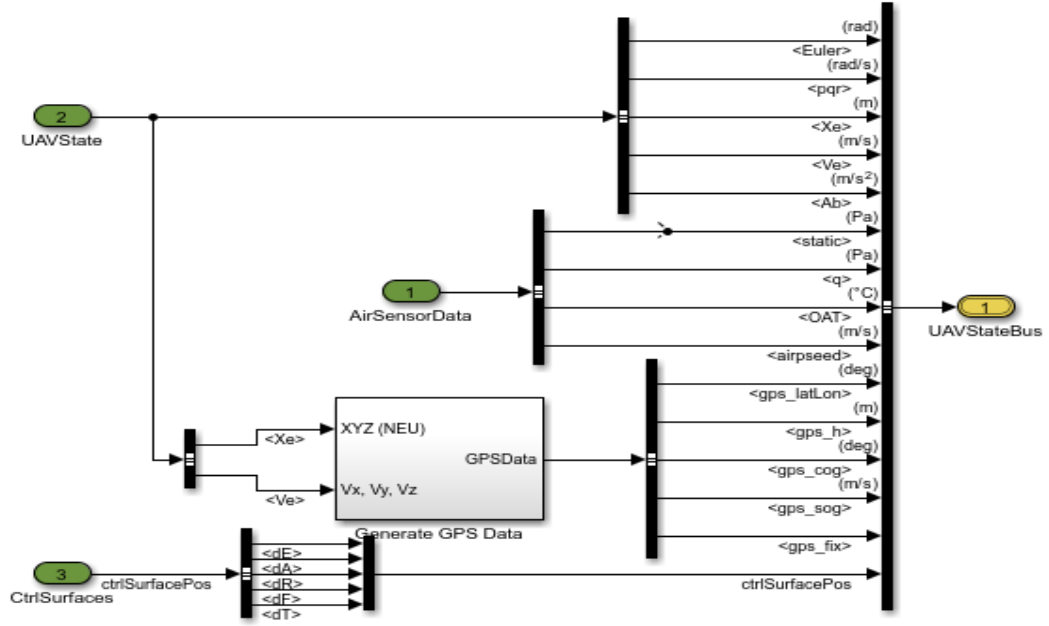 (rad)
<Euler>
(rad/s)
<pqr>
(m)
2
UAVState
<Xe>
(m/s)
<Ve>
(m/s²)
<Ab>
(Pa)
<static>
(Pa)
<q>
(°C)
1
AirSensorData
<OAT>
(m/s)
1
UAVStateBus
<airpseed>
(deg)
<gps_latLon>
(m)
<gps_h>
(deg)
<gps_cog>
(m/s)
<gps_sog>
<gps_fix>
<Xe>
XYZ (NEU)
GPSData
<Ve>
Vx, Vy, Vz
Generate GPS Data
3
CtrlSurfaces
ctrlSurfacePos
<dE>
<dA>
<dR>
<dF>
<dT>
ctrlSurfacePos